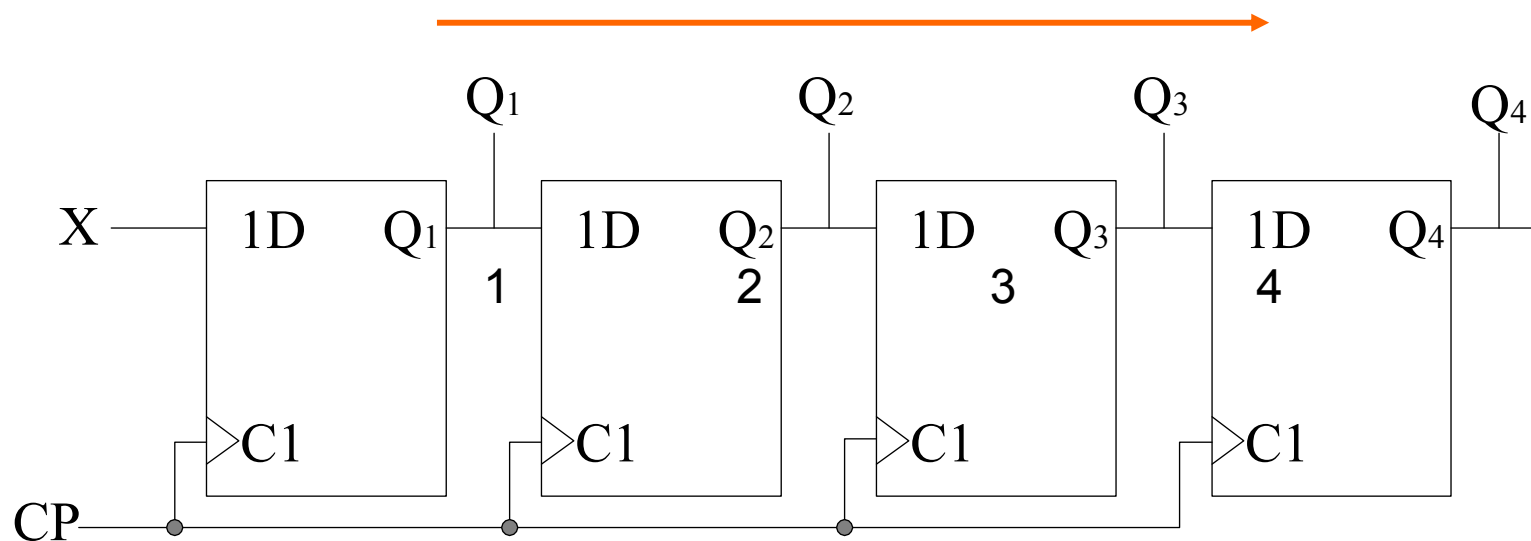 Q1 Q2 Q3 Q4
X 1D Q1 1D Q2 1D Q3 1D Q4
1 2 3 4
C1 C1 C1 C1
CP